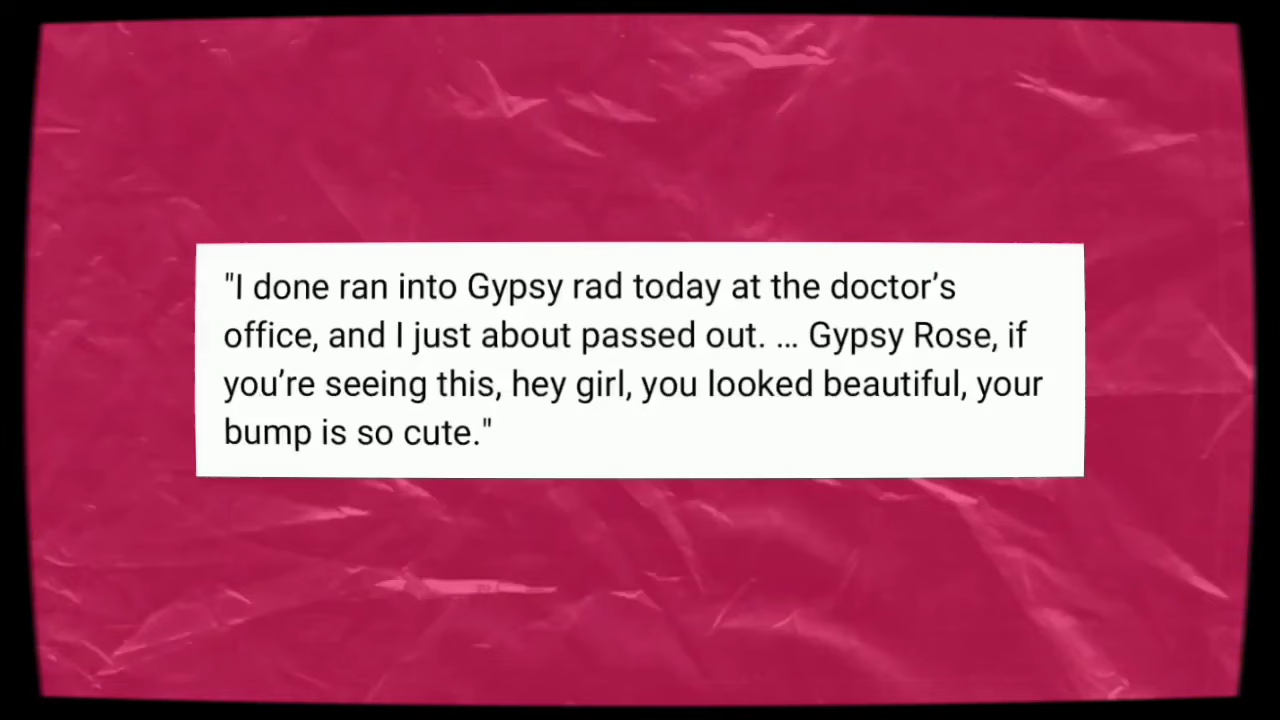 "I done ran into Gypsy rad today at the doctor’s
office, and I just about passed out. ... Gypsy Rose, if
you’re seeing this, hey girl, you looked beautiful, your
bump is so cute."